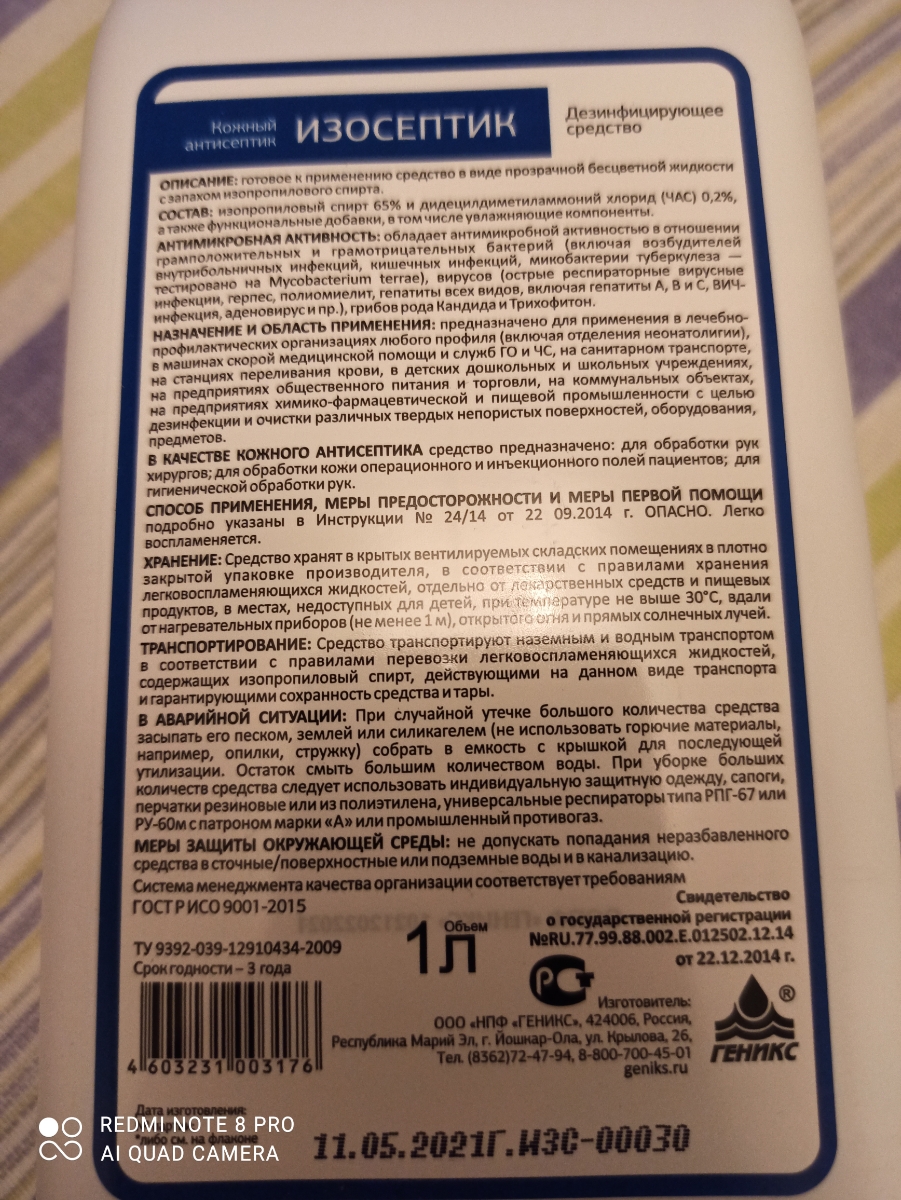 Кожный
антисептик
ИЗОСЕПТИК
Дезинфицирующее
средство
ОПИСАНИЕ: готовое к применению средство в виде прозрачной бесцветной жидкости
с запахом изопропилового спирта.
СОСТАВ: изопропиловый спирт 65% и дидецилдиметиламмоний хлорид (ЧАС) 0,2%,
а также функциональные добавки, в том числе увлажняющие компоненты.
АНТИМИКРОБНАЯ АКТИВНОСТЬ: обладает антимикробной активностью в отношении
грамположительных и грамотрицательных бактерий (включая возбудителей
внутрибольничных инфекций, кишечных инфекций, микобактерии туберкулеза —
тестировано на Mycobacterium terrae), вирусов (острые респираторные вирусные
инфекции, герпес, полиомиелит, гепатиты всех видов, включая гепатиты А, В и С, ВИЧ-
инфекция, аденовирус и пр.), грибов рода Кандида и Трихофитон.
НАЗНАЧЕНИЕ И ОБЛАСТЬ ПРИМЕНЕНИЯ: предназначено для применения в лечебно-
профилактических организациях любого профиля (включая отделения неонатологии),
в машинах скорой медицинской помощи и служб ГО и ЧС, на санитарном транспорте,
на станциях переливания крови, в детских дошкольных и школьных учреждениях,
на предприятиях общественного питания и торговли, на коммунальных объектах,
на предприятиях химико-фармацевтической и пищевой промышленности с целью
дезинфекции и очистки различных твердых непористых поверхностей, оборудования,
предметов.
В КАЧЕСТВЕ КОЖНОГО АНТИСЕПТИКА средство предназначено: для обработки рук
хирургов; для обработки кожи операционного и инъекционного полей пациентов; для
гигиенической обработки рук.
СПОСОБ ПРИМЕНЕНИЯ, МЕРЫ ПРЕДОСТОРОЖНОСТИ И МЕРЫ ПЕРВОЙ ПОМОЩИ
подробно указаны в Инструкции № 24/14 от 22 09.2014 г. ОПАСНО. Легко
воспламеняется.
ХРАНЕНИЕ: Средство хранят в крытых вентилируемых складских помещениях в плотно
закрытой упаковке производителя, в соответствии с правилами хранения
легковоспламеняющихся жидкостей, отдельно от лекарственных средств и пищевых
продуктов, в местах, недоступных для детей, при температуре не выше 30°С, вдали
от нагревательных приборов (не менее 1 м), открытого огня и прямых солнечных лучей.
ТРАНСПОРТИРОВАНИЕ: Средство транспортируют наземным и водным транспортом
в соответствии с правилами перевозки легковоспламеняющихся жидкостей,
содержащих изопропиловый спирт, действующими на данном виде транспорта
и гарантирующими сохранность средства и тары.
В АВАРИЙНОЙ СИТУАЦИИ: При случайной утечке большого количества средства
засыпать его песком, землей или силикагелем (не использовать горючие материалы,
например, опилки, стружку) собрать в емкость с крышкой для последующей
утилизации. Остаток смыть большим количеством воды. При уборке больших
количеств средства следует использовать индивидуальную защитную одежду, сапоги,
перчатки резиновые или из полиэтилена, универсальные респираторы типа РПГ-67 или
РУ-60м с патроном марки «А» или промышленный противогаз.
МЕРЫ ЗАЩИТЫ ОКРУЖАЮЩЕЙ СРЕДЫ: не допускать попадания неразбавленного
средства в сточные/поверхностные или подземные воды и в канализацию.
Система менеджмента качества организации соответствует требованиям
ГОСТ Р ИСО 9001-2015
Свидетельство
о государственной регистрации
№RU.77.99.88.002.Е.012502.12.14
от 22.12.2014 г.
Объем
1л
ТУ 9392-039-12910434-2009
Срок годности – 3 года
4 603231 003176
РСТ
Изготовитель:
ООО «НПФ «ГЕНИКС», 424006, Россия,
Республика Марий Эл, г. Йошкар-Ола, ул. Крылова, 26,
Тел. (8362)72-47-94, 8-800-700-45-01
geniks.ru
®
ГЕНИКС
Дата изготовления:
*либо см. на флаконе
11.05.2021Г.ИЗС-00030
REDMI NOTE 8 PRO
AI QUAD CAMERA